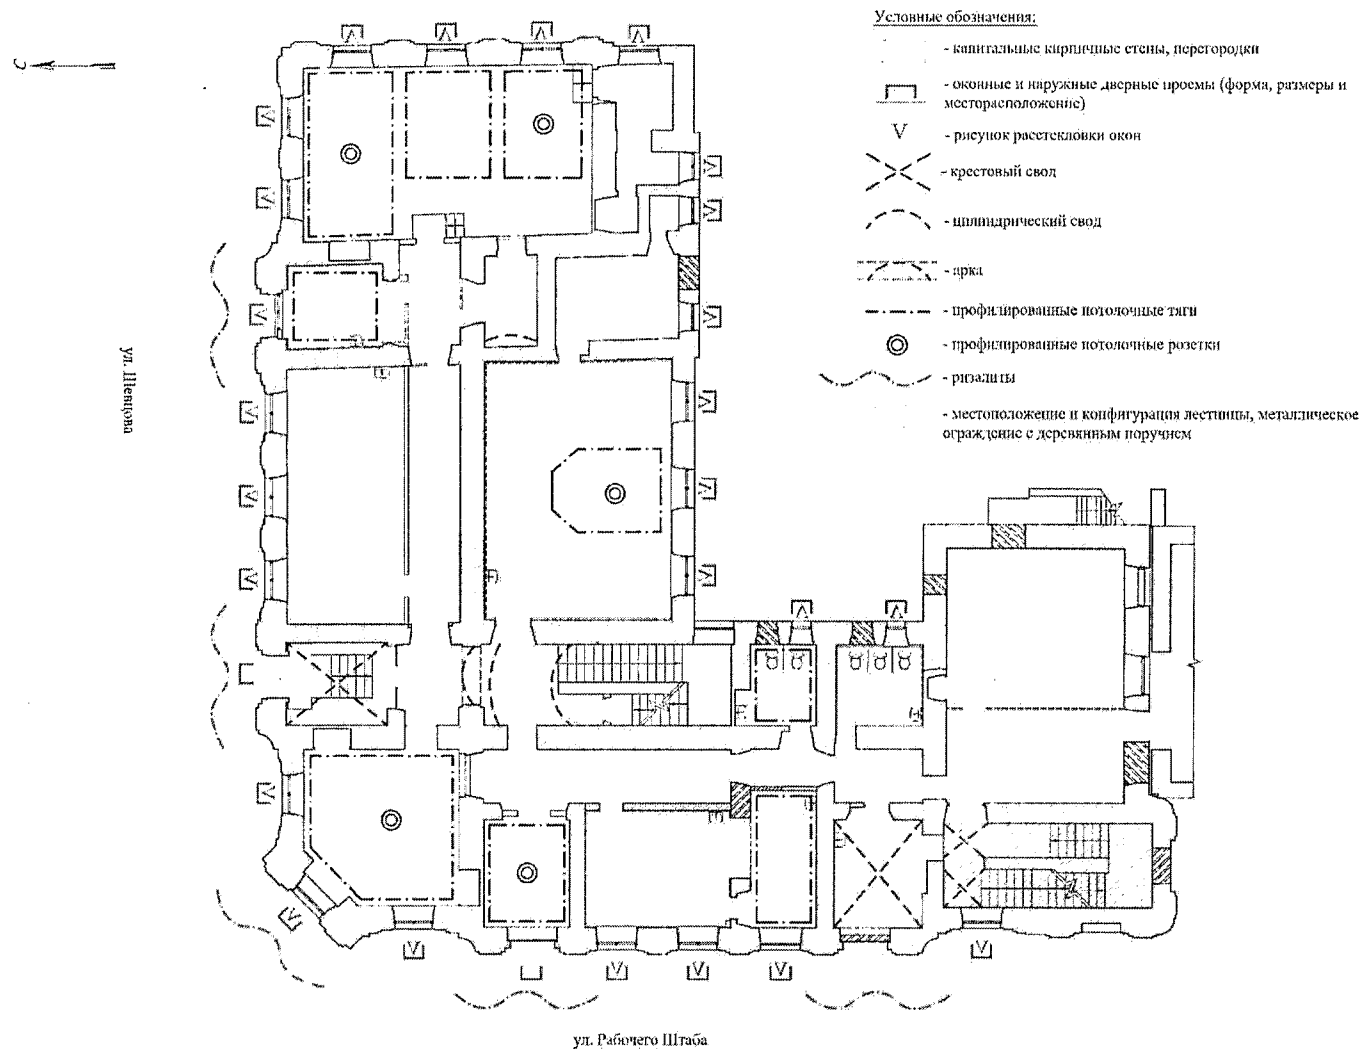 Условные обозначения:
- капитальные кирпичные стены, перегородки
- оконные и наружные дверные проемы (форма, размеры и
месторасположение)
V - рисунок расстекловки окон
- крестовый свод
- цилиндрический свод
- арка
- профилированные потолочные тяги
- профилированные потолочные розетки
- ризалиты
- местоположение и конфигурация лестницы, металлическое
ограждение с деревянным поручнем
С
ул. Шевцова
ул. Рабочего Штаба